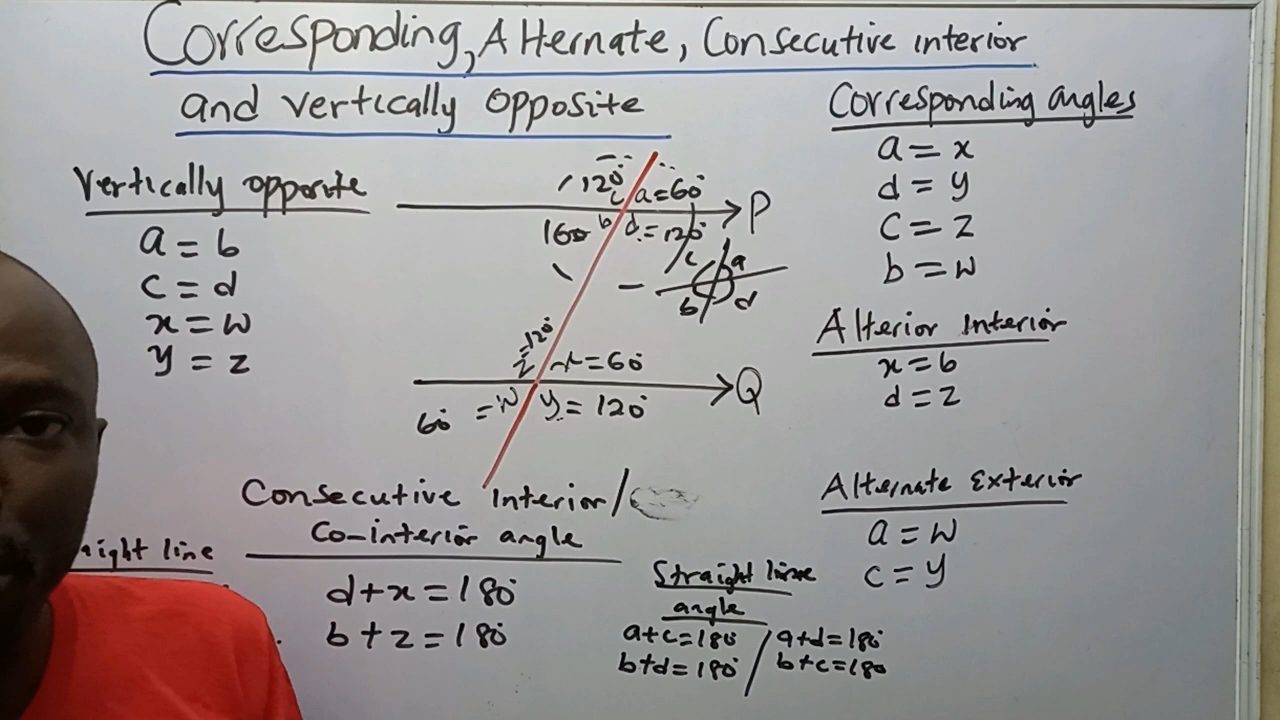 Corresponding, Alternate, Consecutive interior
and vertically opposite
Vertically opposite
a = b
c = d
x = w
y = z
120°
c
a = 60°
P
b
d = 120°
c
a
b
d
z = 120°
x = 60°
Q
60° = w
y = 120°
Corresponding angles
a = x
d = y
c = z
b = w
Alterior Interior
x = b
d = z
Alternate Exterior
a = w
c = y
Consecutive Interior/
Co-interior angle
d + x = 180°
b + z = 180°
line
Straight line
angle
a+c = 180° / a+d = 180°
b+d = 180° / b+c = 180